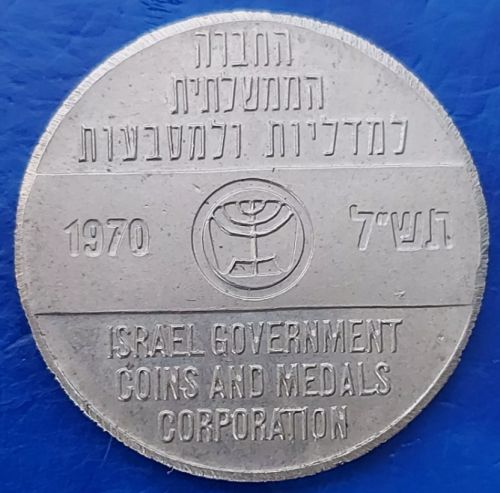 החברה
הממשלתית
למדליות ולמטבעות
1970 תש"ל
ISRAEL GOVERNMENT
COINS AND MEDALS
CORPORATION